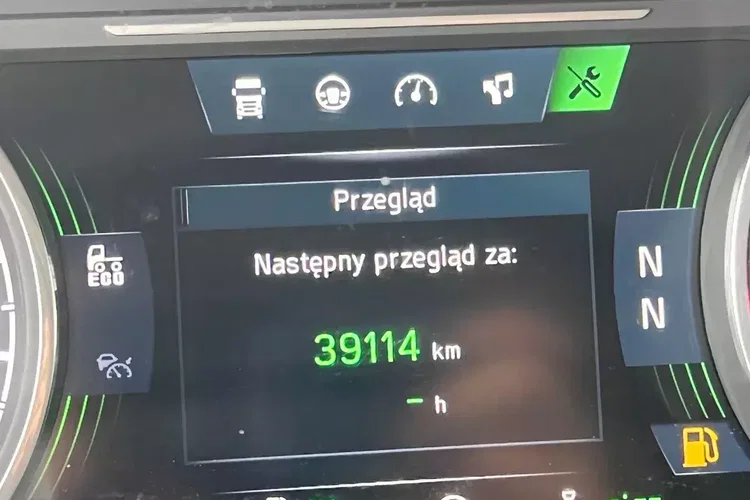 Przegląd
Następny przegląd za:
39114 km
- h
ECO
N
N